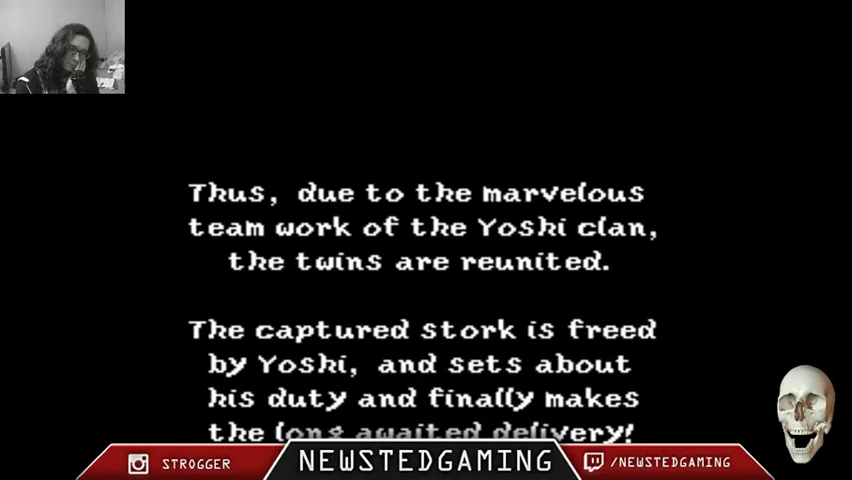 Thus, due to the marvelous
team work of the Yoshi clan,
the twins are reunited.
The captured stork is freed
by Yoshi, and sets about
his duty and finally makes
the long awaited delivery!
STROGGER
NEWSTEDGAMING
/NEWSTEDGAMING